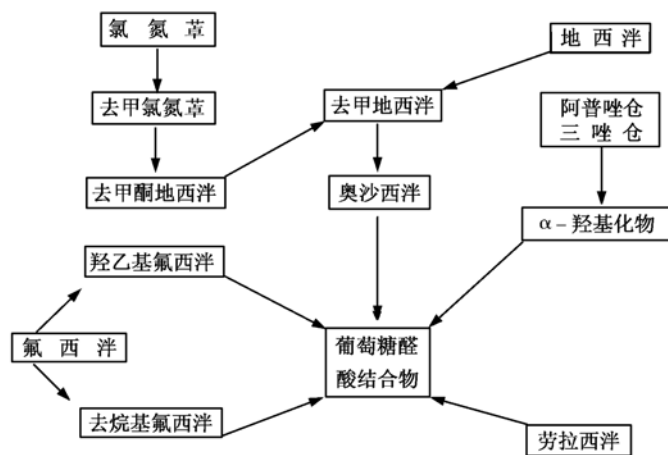 氯氮䓬
地西泮
去甲氯氮䓬
去甲地西泮
阿普唑仑
三唑仑
去甲酮地西泮
奥沙西泮
α-羟基化物
羟乙基氟西泮
氟西泮
葡萄糖醛
酸结合物
去烷基氟西泮
劳拉西泮